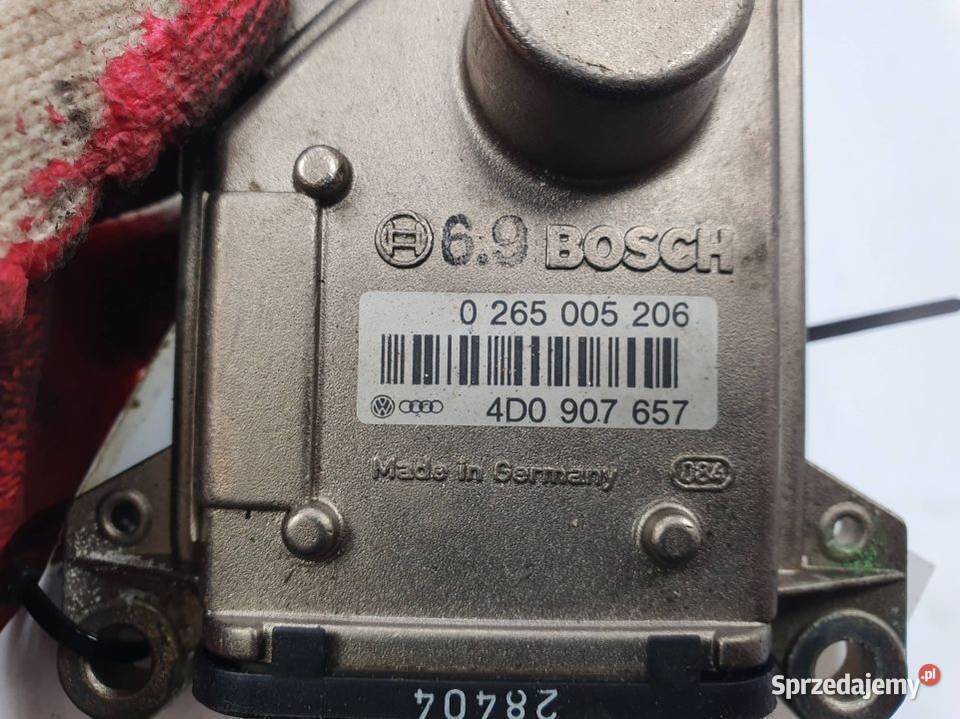 6.9 BOSCH
0 265 005 206
4D0 907 657
Made in Germany 084
28404
Sprzedajemy.pl